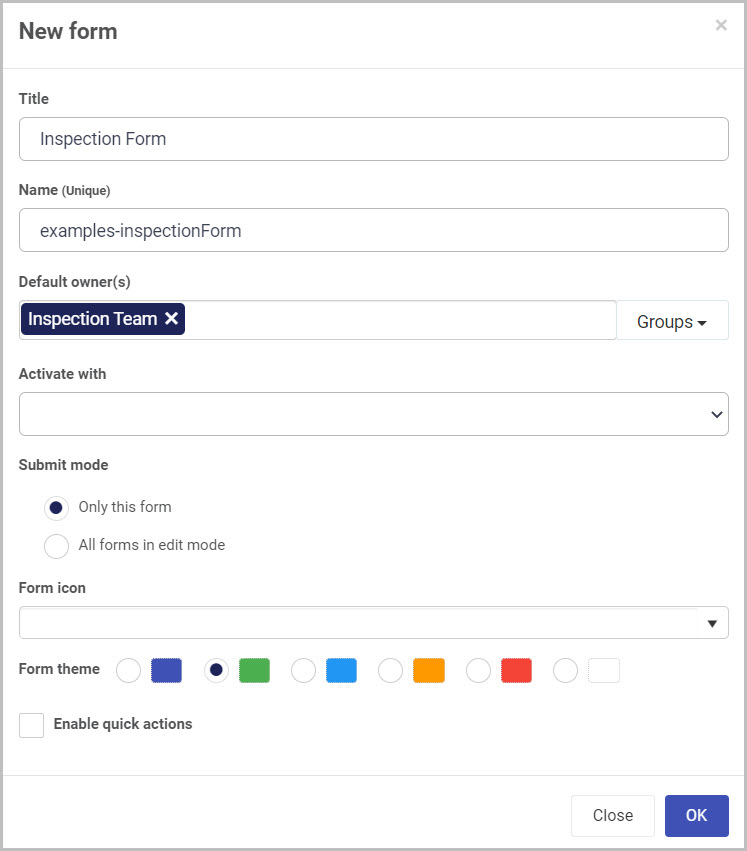 New form
×
Title
Inspection Form
Name (Unique)
examples-inspectionForm
Default owner(s)
Inspection Team ×
Groups
Activate with
Submit mode
Only this form
All forms in edit mode
Form icon
Form theme
Enable quick actions
Close
OK